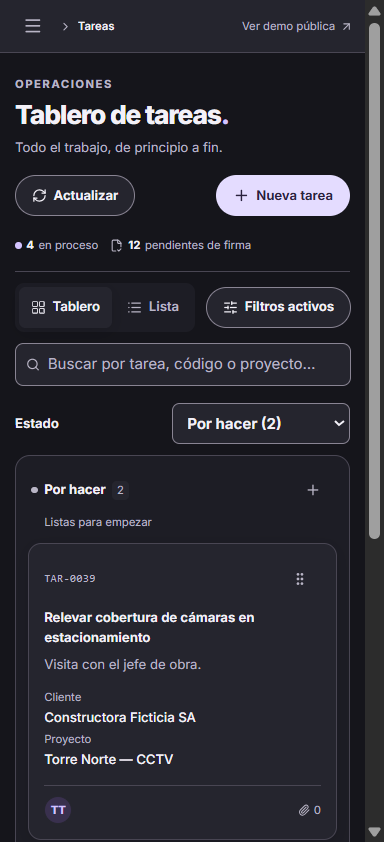 Tareas
Ver demo pública
OPERACIONES
Tablero de tareas.
Todo el trabajo, de principio a fin.
Actualizar
Nueva tarea
4 en proceso
12 pendientes de firma
Tablero
Lista
Filtros activos
Buscar por tarea, código o proyecto...
Estado
Por hacer (2)
Por hacer 2
Listas para empezar
TAR-0039
Relevar cobertura de cámaras en
estacionamiento
Visita con el jefe de obra.
Cliente
Constructora Ficticia SA
Proyecto
Torre Norte — CCTV
TT
0